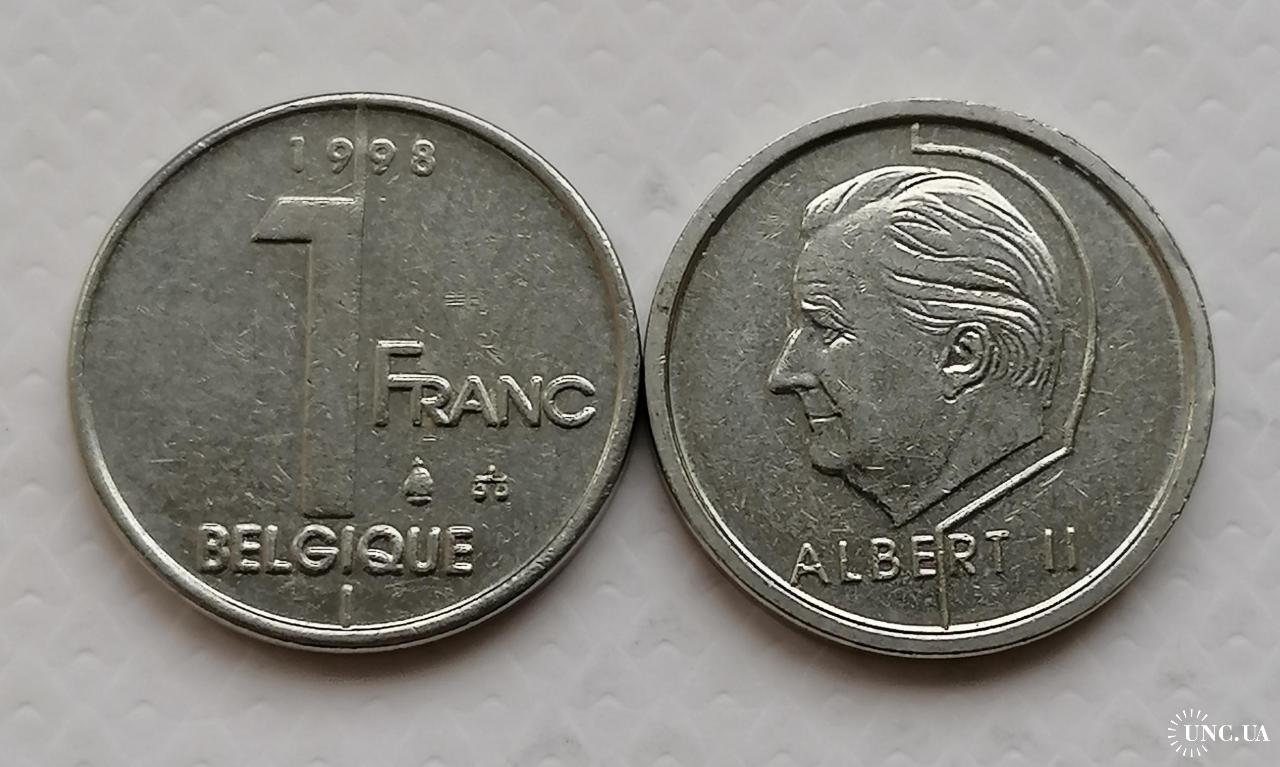 1998
1
FRANC
BELGIQUE
ALBERT II
UNC.UA